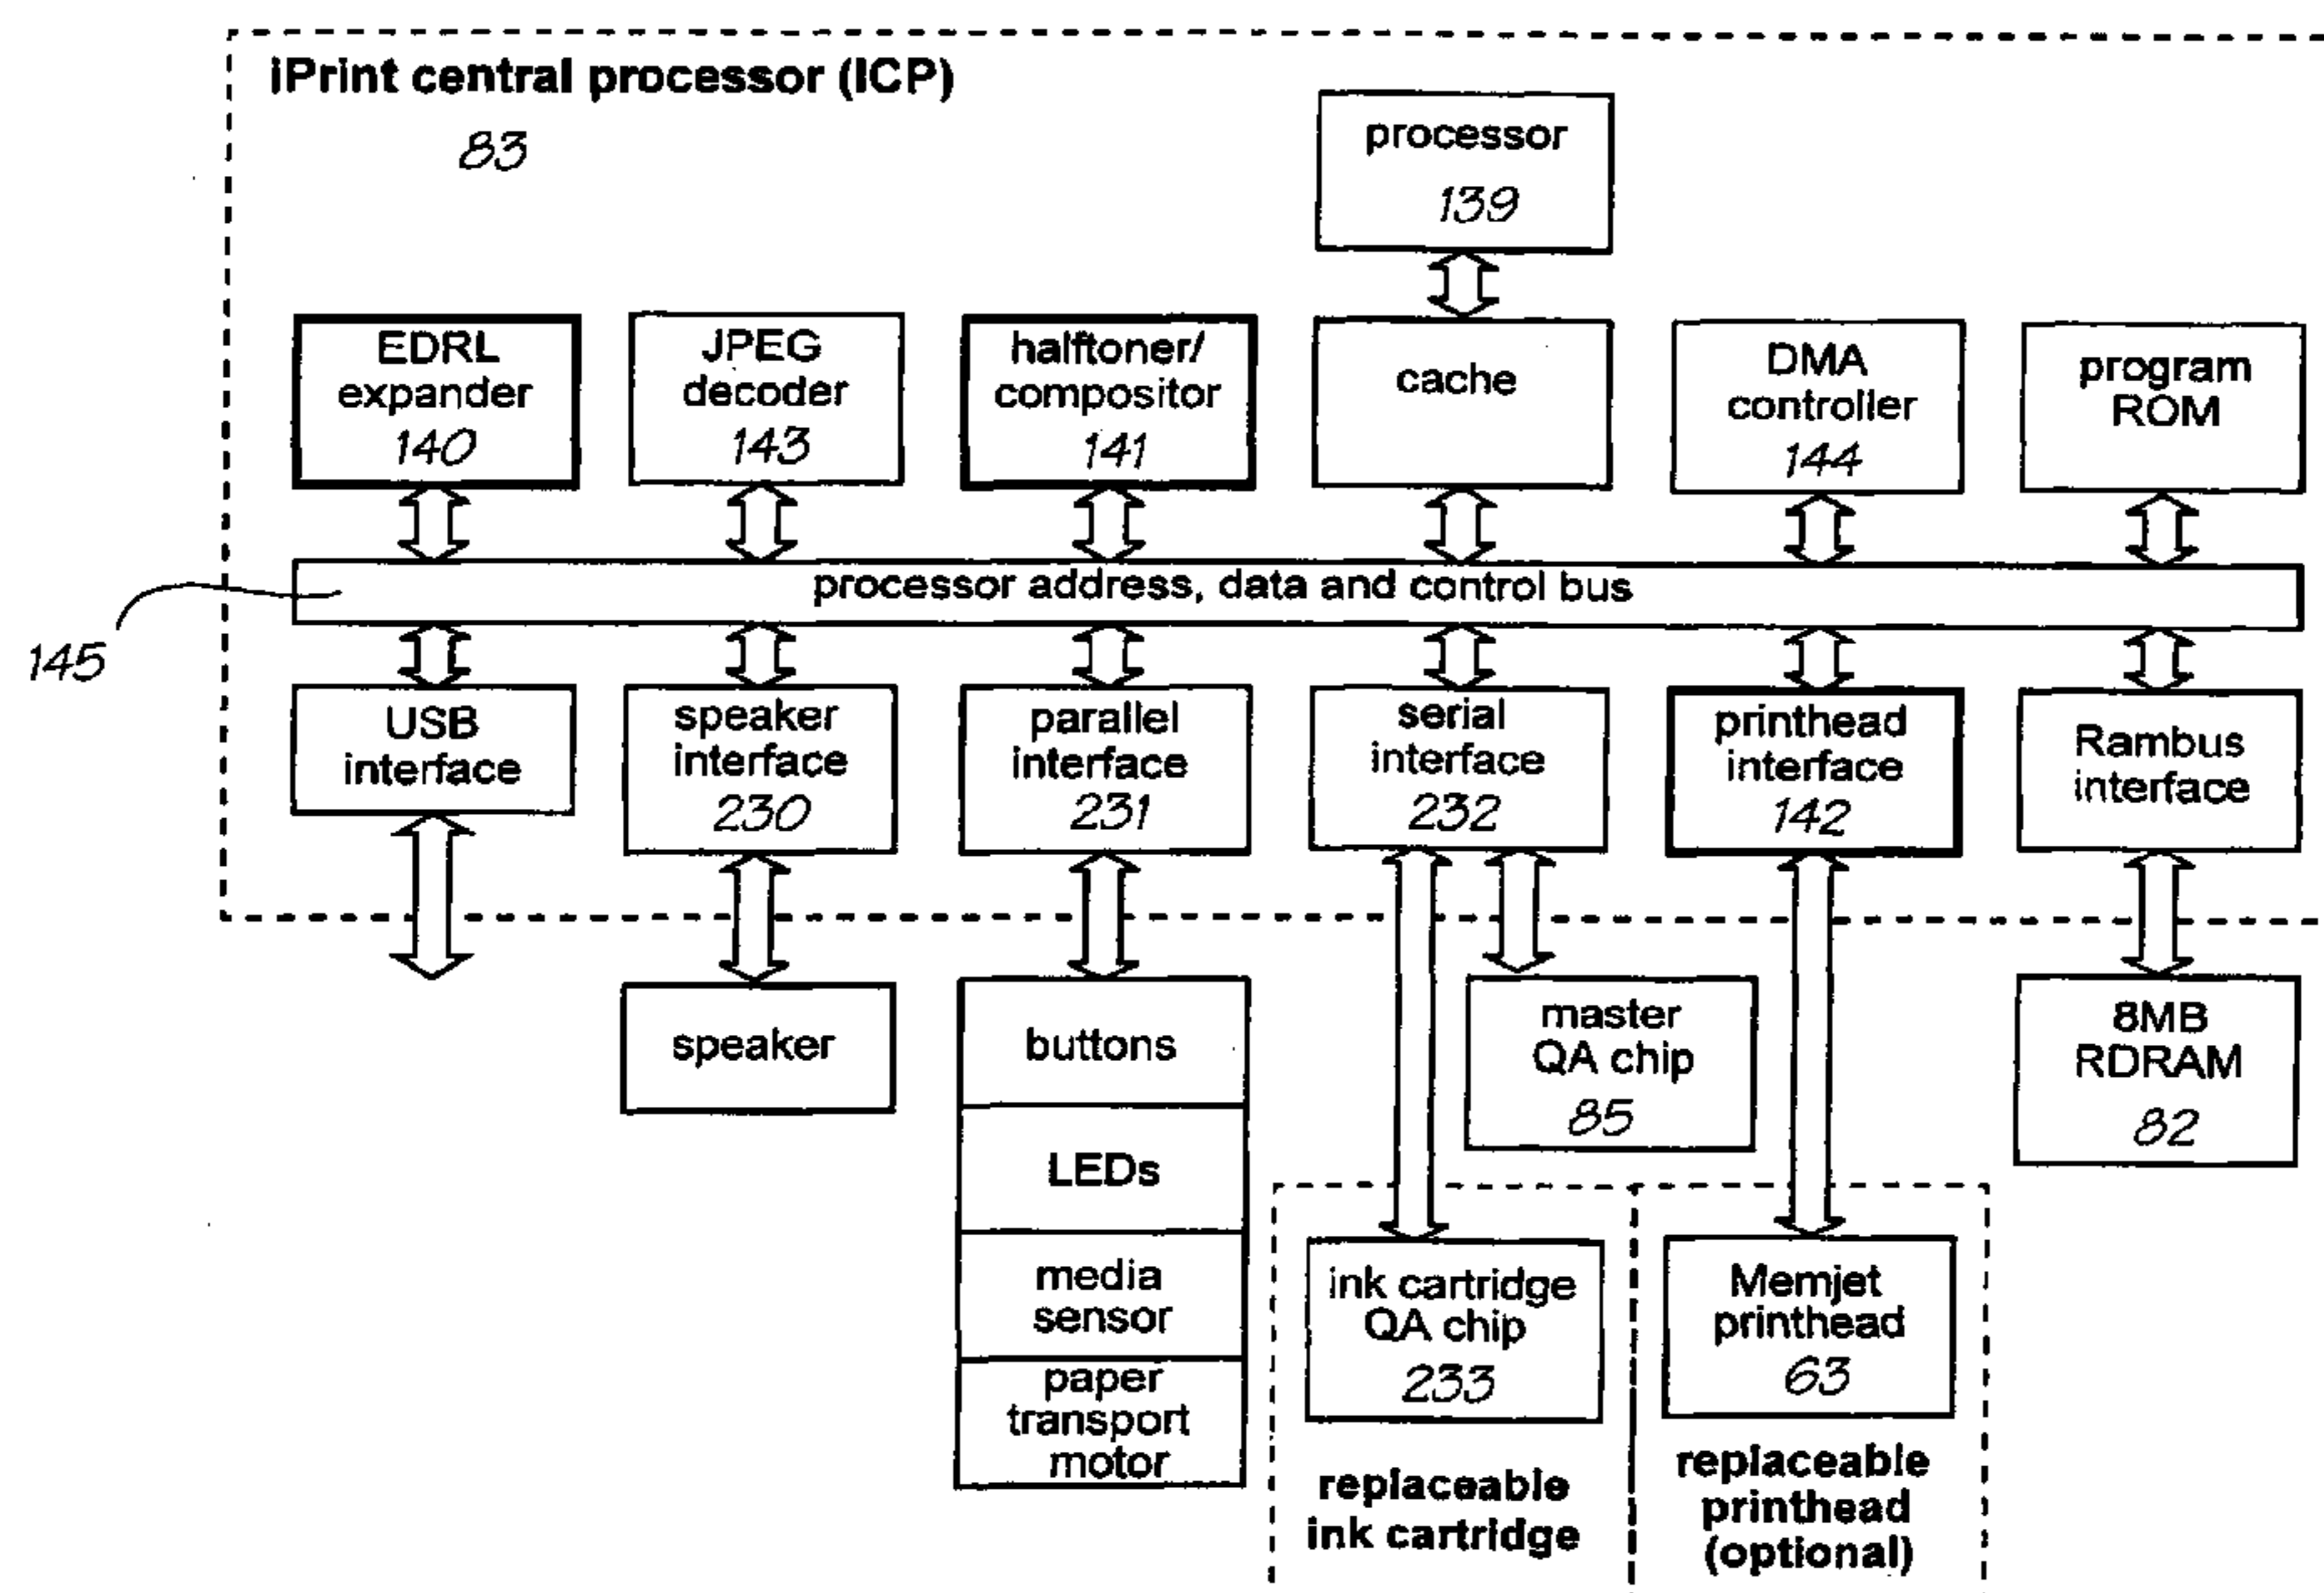 iPrint central processor (ICP)
83
processor
139
EDRL
expander
140
JPEG
decoder
143
halftoner/
compositor
141
cache
DMA
controller
144
program
ROM
processor address, data and control bus
145
USB
interface
speaker
interface
230
parallel
interface
231
serial
interface
232
printhead
interface
142
Rambus
interface
speaker
buttons
LEDs
media
sensor
paper
transport
motor
master
QA chip
85
8MB
RDRAM
82
ink cartridge
QA chip
233
replaceable
ink cartridge
Memjet
printhead
63
replaceable
printhead
(optional)